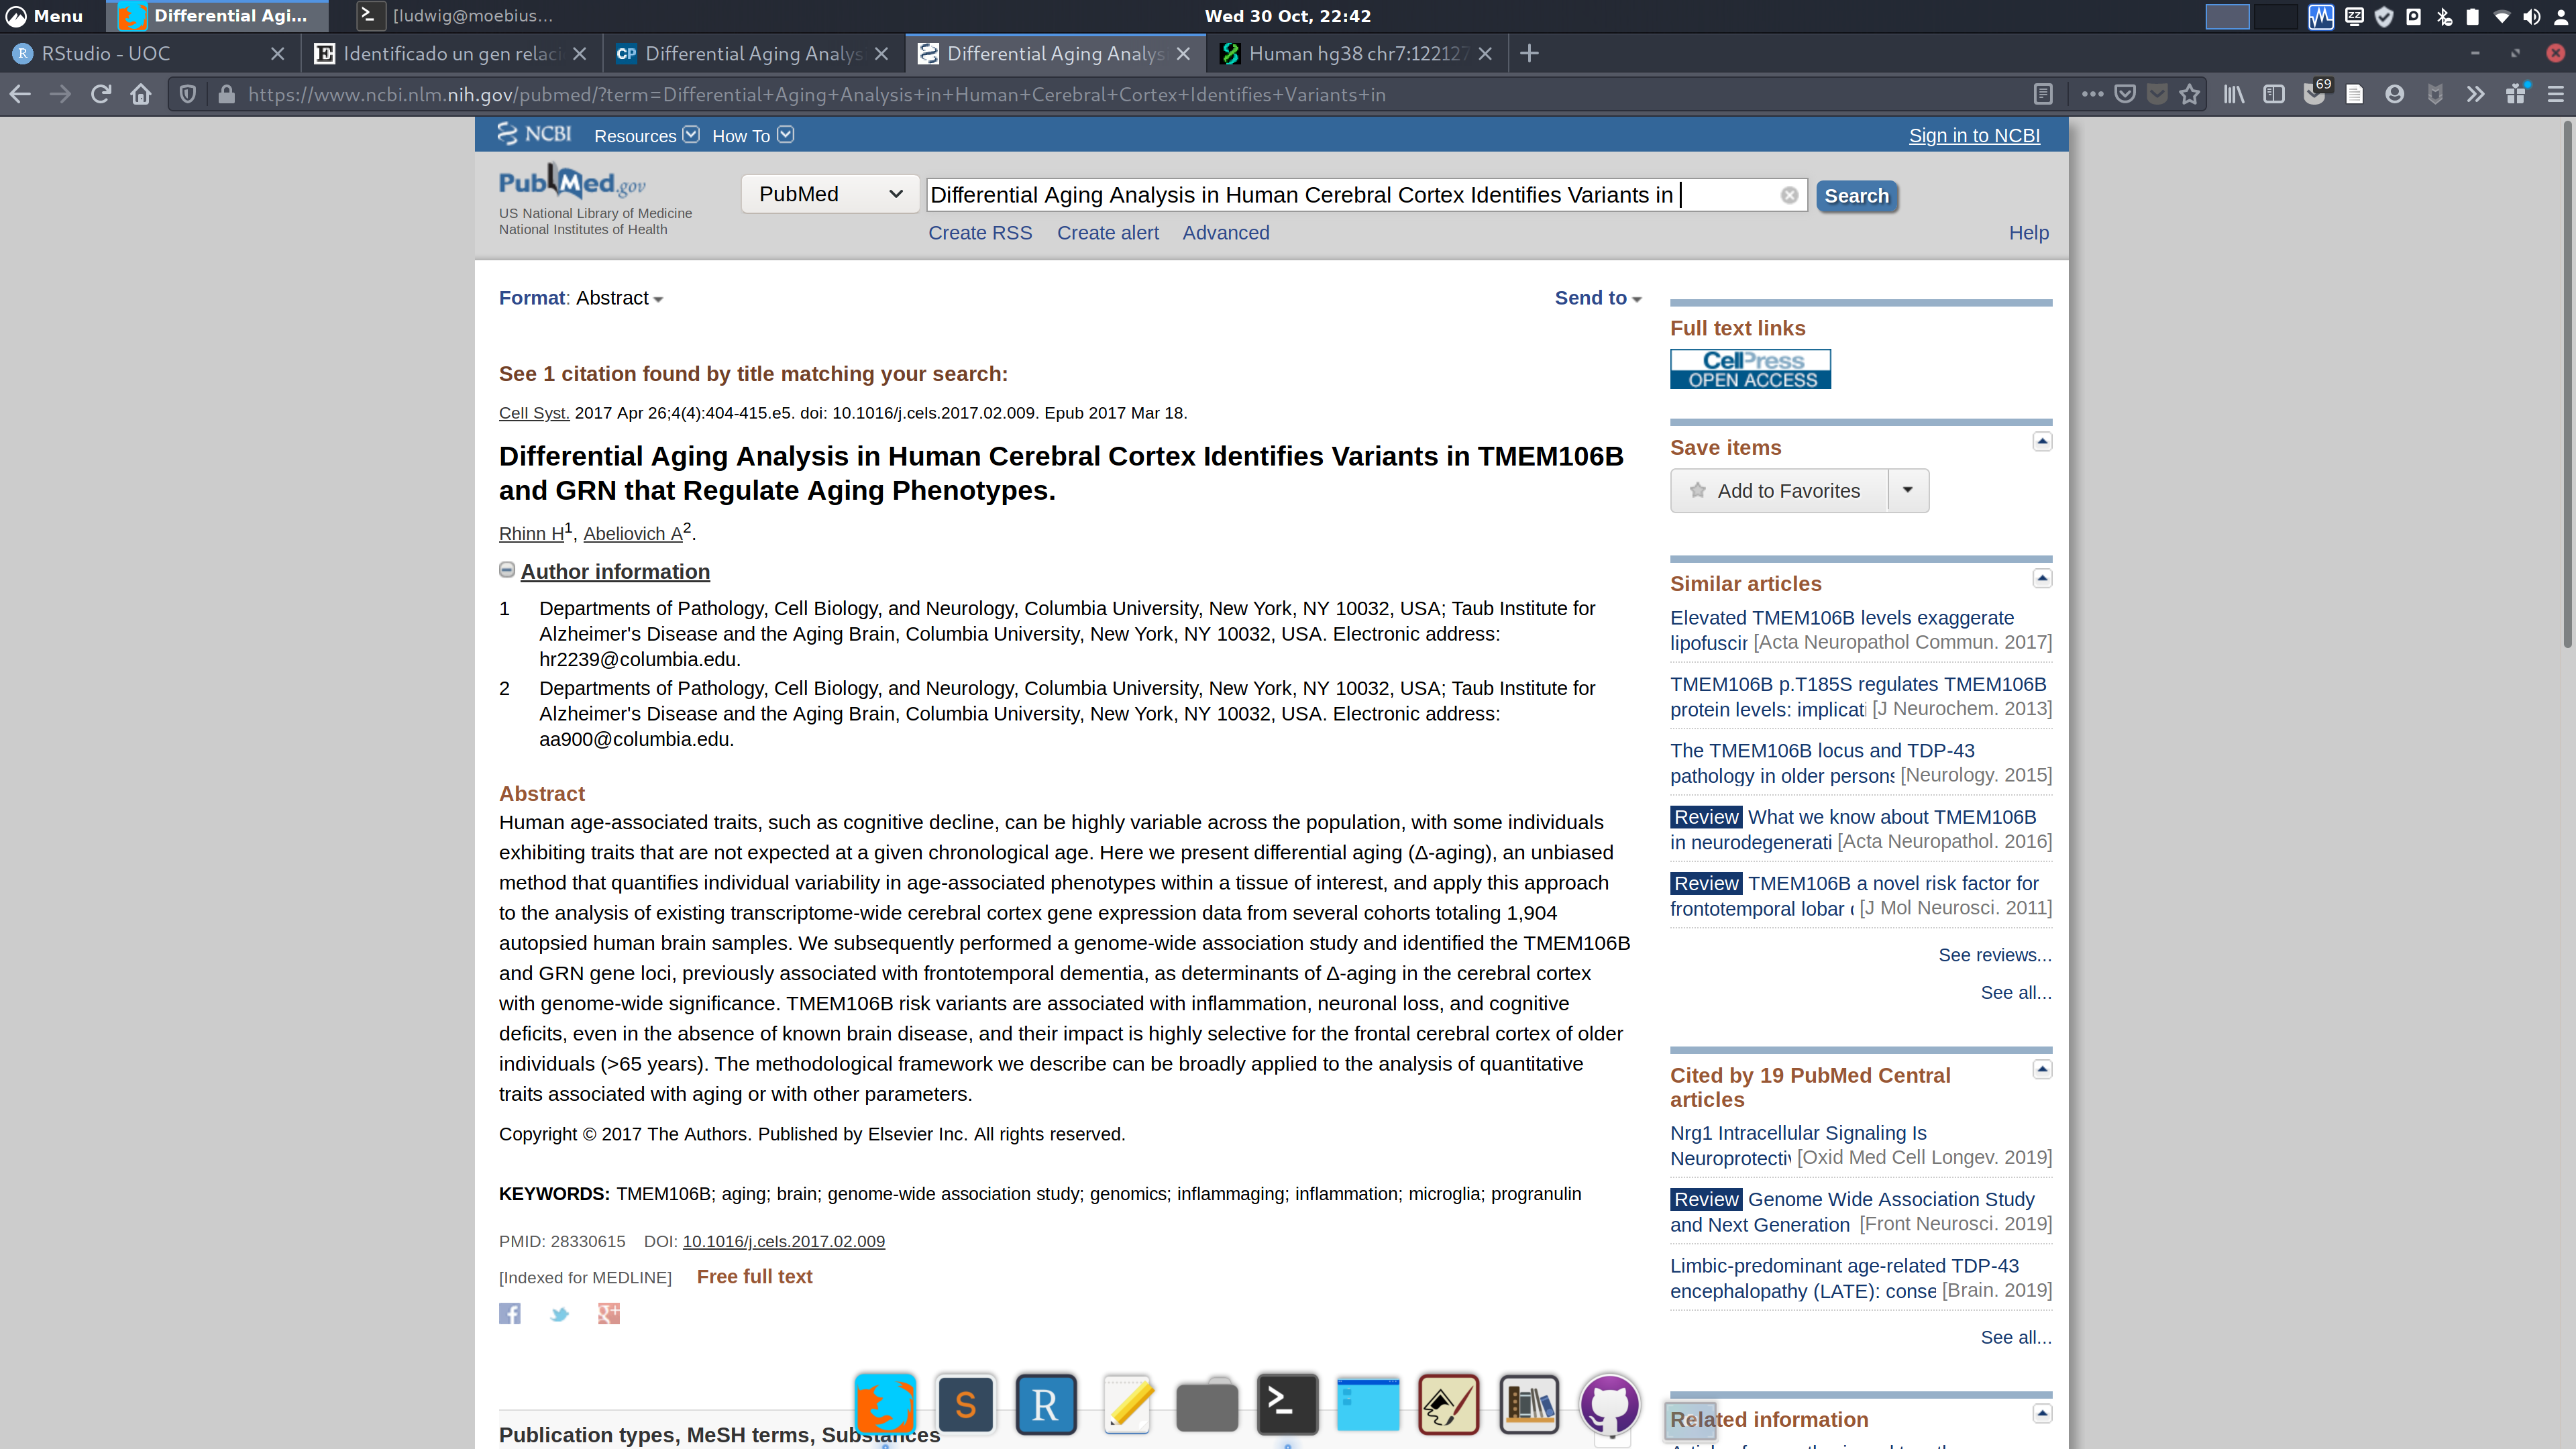 Menu
Differential Agi...
[ludwig@moebius...
Wed 30 Oct, 22:42
RStudio - UOC
Identificado un gen relaci
Differential Aging Analys
Differential Aging Analys
Human hg38 chr7:122127
https://www.ncbi.nlm.nih.gov/pubmed/?term=Differential+Aging+Analysis+in+Human+Cerebral+Cortex+Identifies+Variants+in
69
NCBI Resources How To
Sign in to NCBI
PubMed.gov
US National Library of Medicine
National Institutes of Health
PubMed
Differential Aging Analysis in Human Cerebral Cortex Identifies Variants in
Search
Create RSS Create alert Advanced
Help
Format: Abstract
Send to
See 1 citation found by title matching your search:
Cell Syst. 2017 Apr 26;4(4):404-415.e5. doi: 10.1016/j.cels.2017.02.009. Epub 2017 Mar 18.
Differential Aging Analysis in Human Cerebral Cortex Identifies Variants in TMEM106B
and GRN that Regulate Aging Phenotypes.
Rhinn H1, Abeliovich A2.
Author information
1 Departments of Pathology, Cell Biology, and Neurology, Columbia University, New York, NY 10032, USA; Taub Institute for
Alzheimer's Disease and the Aging Brain, Columbia University, New York, NY 10032, USA. Electronic address:
hr2239@columbia.edu.
2 Departments of Pathology, Cell Biology, and Neurology, Columbia University, New York, NY 10032, USA; Taub Institute for
Alzheimer's Disease and the Aging Brain, Columbia University, New York, NY 10032, USA. Electronic address:
aa900@columbia.edu.
Abstract
Human age-associated traits, such as cognitive decline, can be highly variable across the population, with some individuals
exhibiting traits that are not expected at a given chronological age. Here we present differential aging (Δ-aging), an unbiased
method that quantifies individual variability in age-associated phenotypes within a tissue of interest, and apply this approach
to the analysis of existing transcriptome-wide cerebral cortex gene expression data from several cohorts totaling 1,904
autopsied human brain samples. We subsequently performed a genome-wide association study and identified the TMEM106B
and GRN gene loci, previously associated with frontotemporal dementia, as determinants of Δ-aging in the cerebral cortex
with genome-wide significance. TMEM106B risk variants are associated with inflammation, neuronal loss, and cognitive
deficits, even in the absence of known brain disease, and their impact is highly selective for the frontal cerebral cortex of older
individuals (>65 years). The methodological framework we describe can be broadly applied to the analysis of quantitative
traits associated with aging or with other parameters.
Copyright © 2017 The Authors. Published by Elsevier Inc. All rights reserved.
KEYWORDS: TMEM106B; aging; brain; genome-wide association study; genomics; inflammaging; inflammation; microglia; progranulin
PMID: 28330615 DOI: 10.1016/j.cels.2017.02.009
[Indexed for MEDLINE] Free full text
Publication types, MeSH terms, Substances
Full text links
CellPress
OPEN ACCESS
Save items
Add to Favorites
Similar articles
Elevated TMEM106B levels exaggerate
lipofuscin [Acta Neuropathol Commun. 2017]
TMEM106B p.T185S regulates TMEM106B
protein levels: implicati [J Neurochem. 2013]
The TMEM106B locus and TDP-43
pathology in older persons [Neurology. 2015]
Review What we know about TMEM106B
in neurodegenerati [Acta Neuropathol. 2016]
Review TMEM106B a novel risk factor for
frontotemporal lobar [J Mol Neurosci. 2011]
See reviews...
See all...
Cited by 19 PubMed Central
articles
Nrg1 Intracellular Signaling Is
Neuroprotectiv [Oxid Med Cell Longev. 2019]
Review Genome Wide Association Study
and Next Generation [Front Neurosci. 2019]
Limbic-predominant age-related TDP-43
encephalopathy (LATE): conse [Brain. 2019]
See all...
Related information